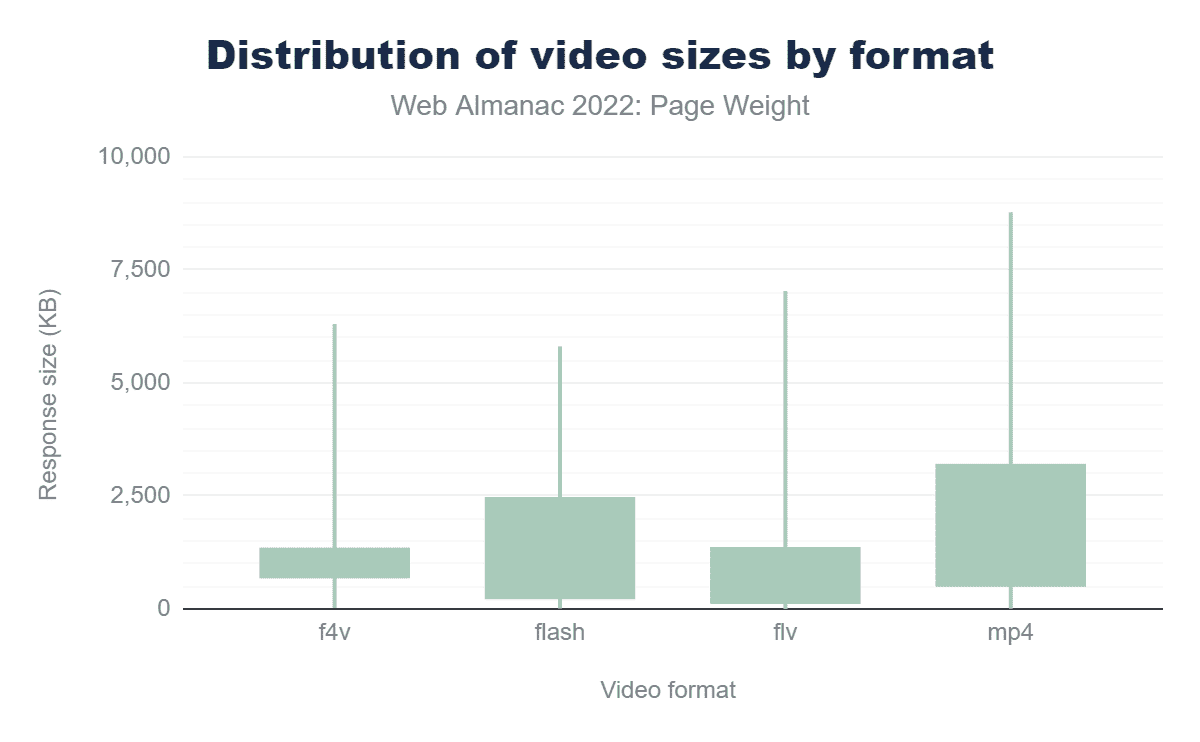 Distribution of video sizes by format
Web Almanac 2022: Page Weight
10,000
7,500
5,000
2,500
0
Response size (KB)
f4v
flash
flv
mp4
Video format